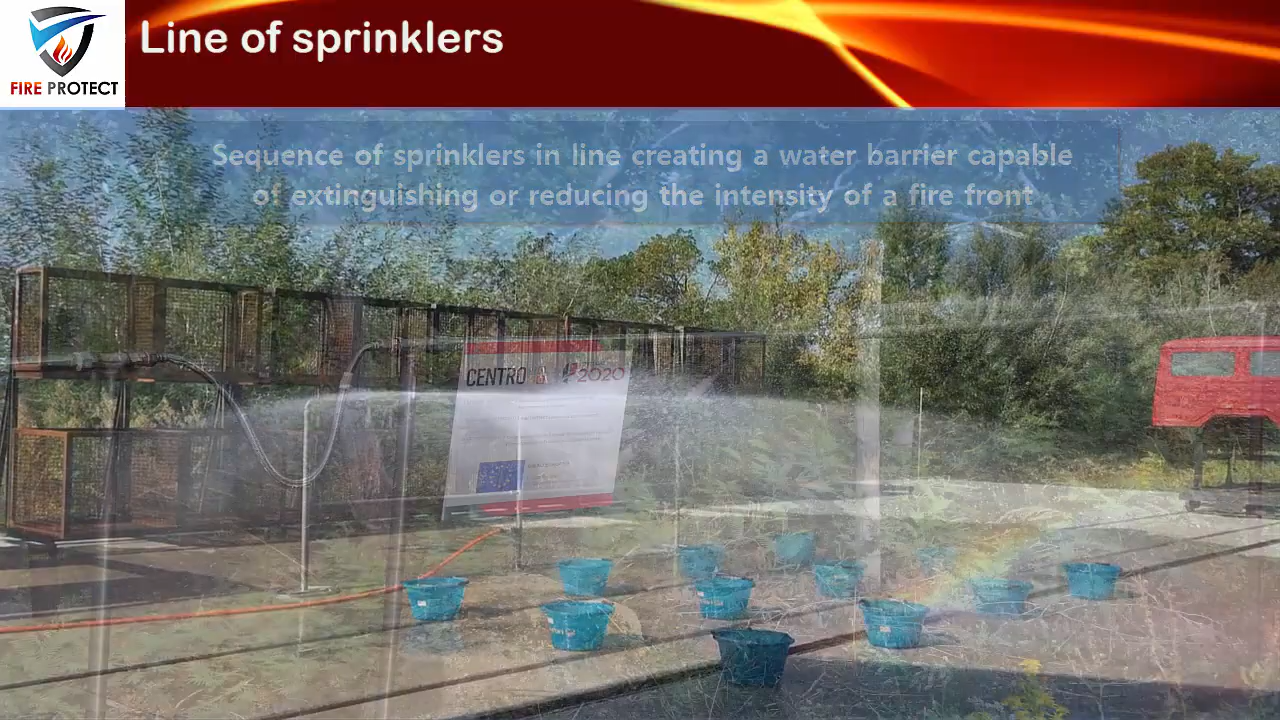 FIRE PROTECT
Line of sprinklers
Sequence of sprinklers in line creating a water barrier capable
of extinguishing or reducing the intensity of a fire front
CENTRO
2020